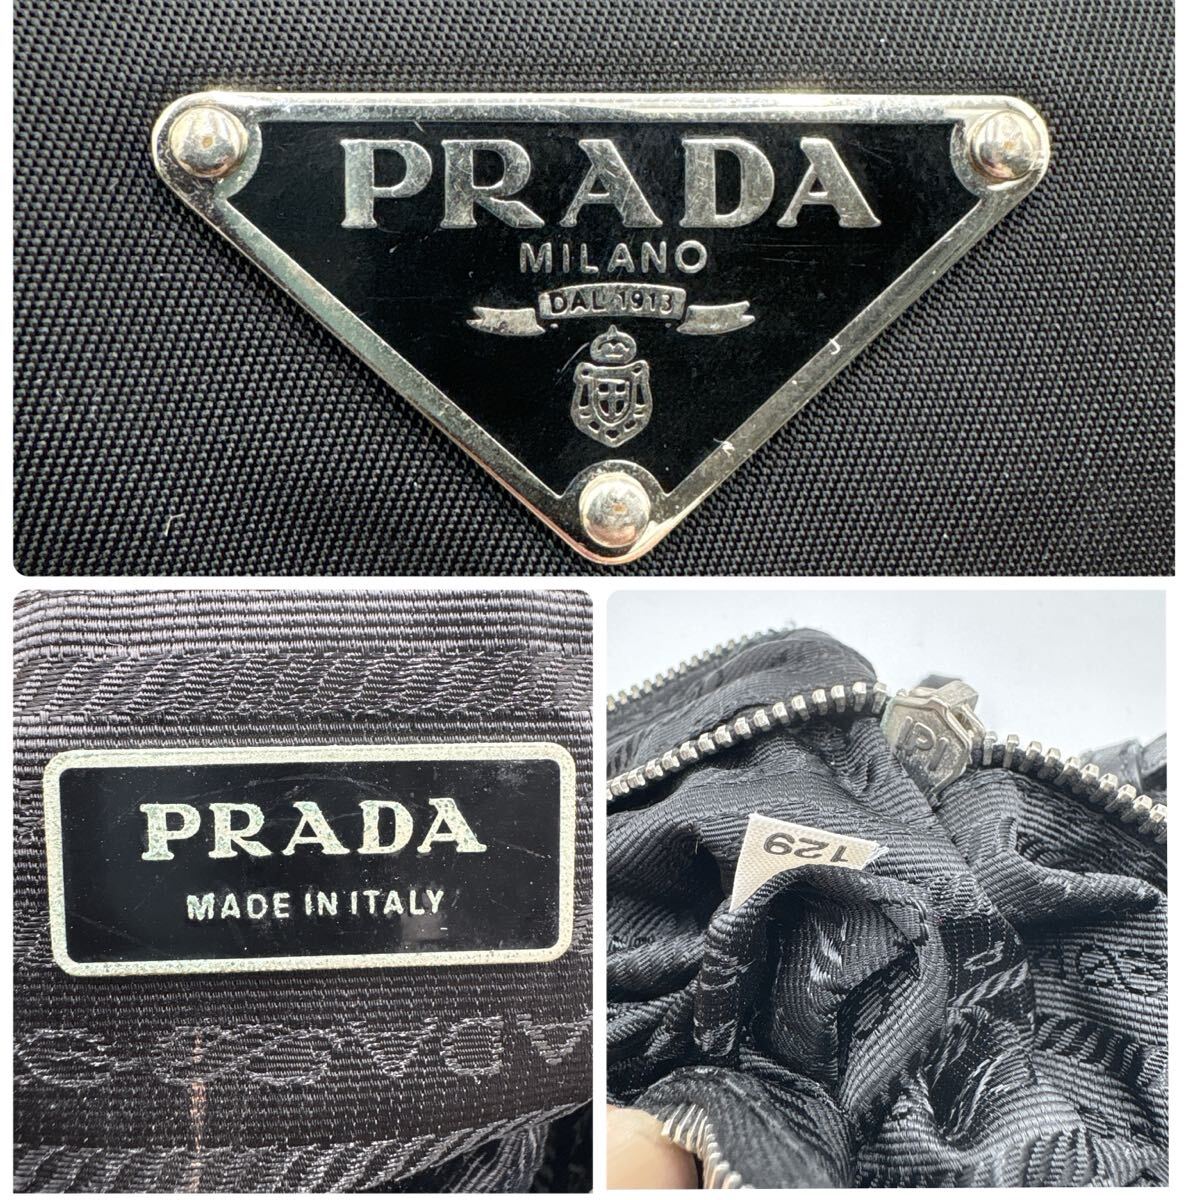 PRADA
MILANO
DAL 1913
PRADA
MADE IN ITALY
129